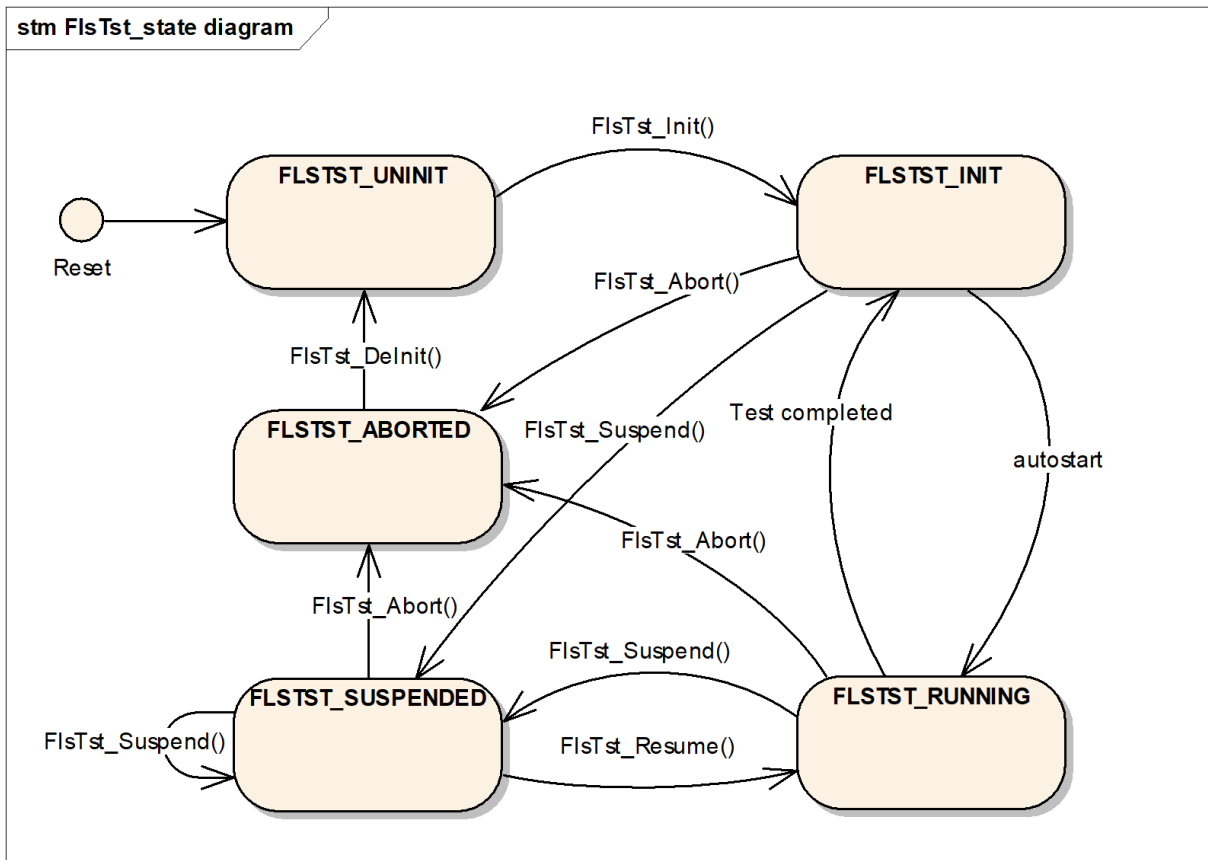 stm FlsTst_state diagram
FlsTst_Init()
FLSTST_UNINIT
FLSTST_INIT
Reset
FlsTst_Abort()
FlsTst_DeInit()
Test completed
FLSTST_ABORTED
FlsTst_Suspend()
autostart
FlsTst_Abort()
FlsTst_Abort()
FlsTst_Suspend()
FLSTST_SUSPENDED
FLSTST_RUNNING
FlsTst_Suspend()
FlsTst_Resume()